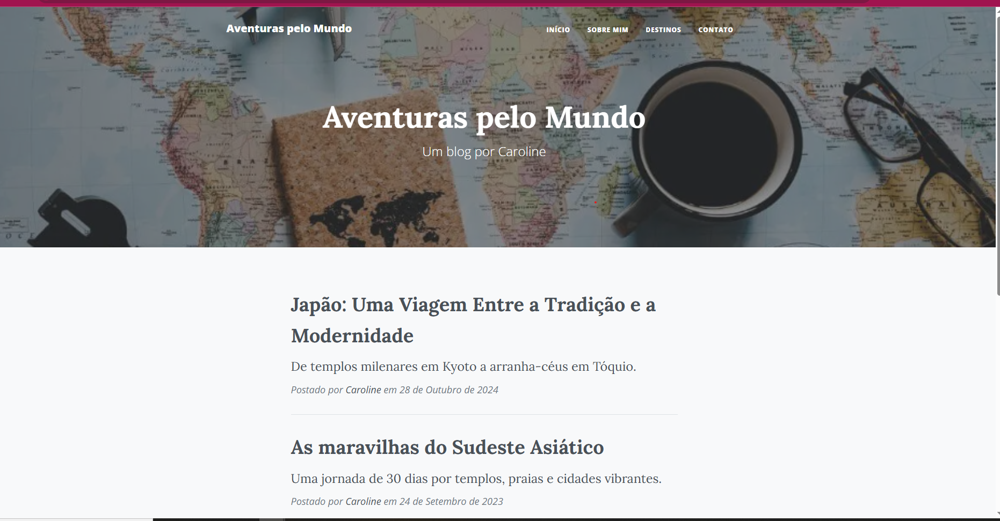 Aventuras pelo Mundo
INÍCIO SOBRE MIM DESTINOS CONTATO
Aventuras pelo Mundo
Um blog por Caroline
Japão: Uma Viagem Entre a Tradição e a
Modernidade
De templos milenares em Kyoto a arranha-céus em Tóquio.
Postado por Caroline em 28 de Outubro de 2024
As maravilhas do Sudeste Asiático
Uma jornada de 30 dias por templos, praias e cidades vibrantes.
Postado por Caroline em 24 de Setembro de 2023